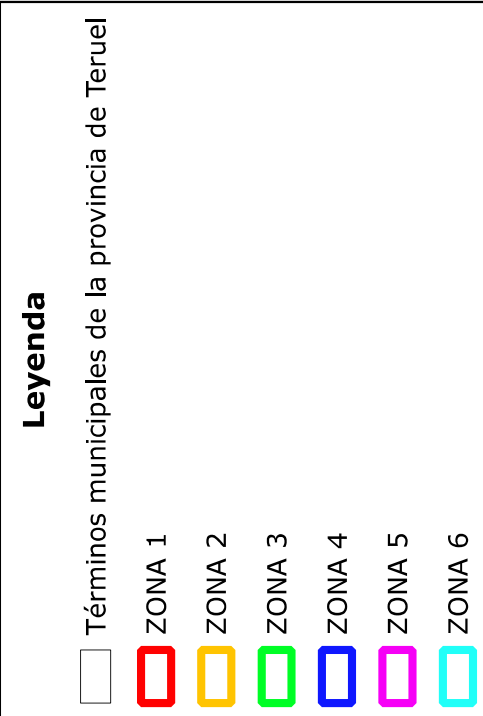 Leyenda
Términos municipales de la provincia de Teruel
ZONA 1
ZONA 2
ZONA 3
ZONA 4
ZONA 5
ZONA 6